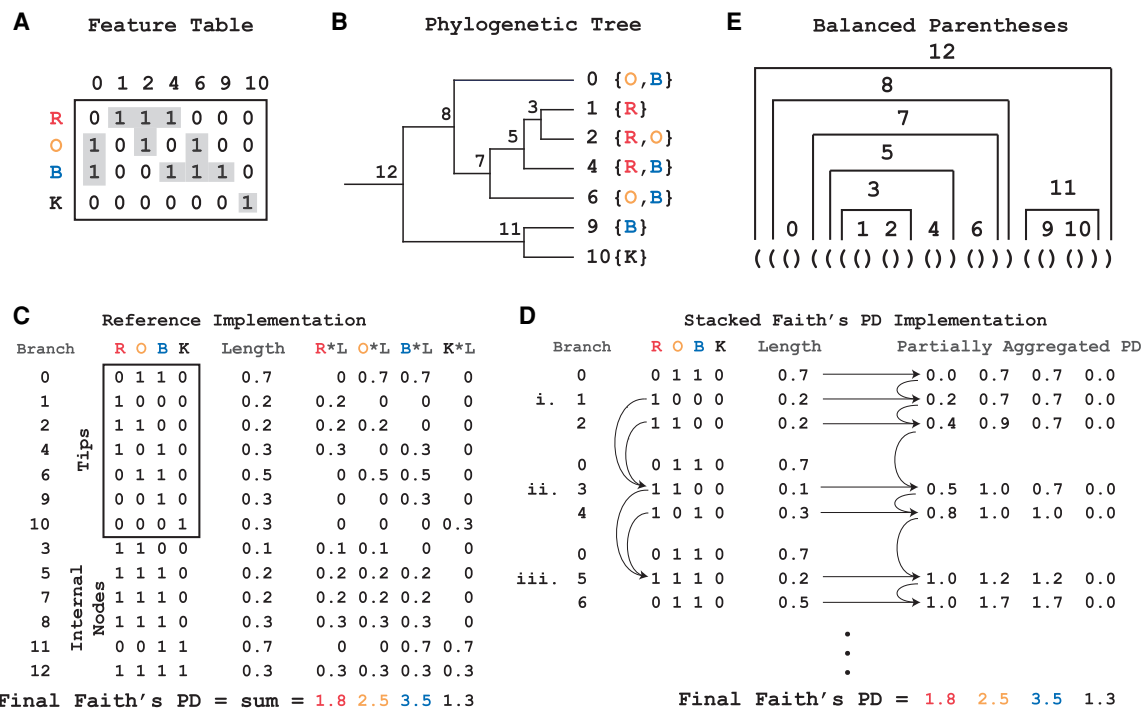 A Feature Table
0 1 2 4 6 9 10
R 0 1 1 1 0 0 0
O 1 0 1 0 1 0 0
B 1 0 0 1 1 1 0
K 0 0 0 0 0 0 1
B Phylogenetic Tree
0 {O,B}
1 {R}
2 {R,O}
4 {R,B}
6 {O,B}
9 {B}
10{K}
3
8
5
7
12
11
E Balanced Parentheses
12
8
7
5
3 11
0 1 2 4 6 9 10
((() ((((() ()) ()) ())) (() ()))
C Reference Implementation
Branch R O B K Length R*L O*L B*L K*L
0 0 1 1 0 0.7 0 0.7 0.7 0
1 1 0 0 0 0.2 0.2 0 0 0
2 1 1 0 0 0.2 0.2 0.2 0 0
4 1 0 1 0 0.3 0.3 0 0.3 0
6 0 1 1 0 0.5 0 0.5 0.5 0
9 0 0 1 0 0.3 0 0 0.3 0
10 0 0 0 1 0.3 0 0 0 0.3
3 1 1 0 0 0.1 0.1 0.1 0 0
5 1 1 1 0 0.2 0.2 0.2 0.2 0
7 1 1 1 0 0.2 0.2 0.2 0.2 0
8 1 1 1 0 0.3 0.3 0.3 0.3 0
11 0 0 1 1 0.7 0 0 0.7 0.7
12 1 1 1 1 0.3 0.3 0.3 0.3 0.3
Tips
Internal
Nodes
Final Faith's PD = sum = 1.8 2.5 3.5 1.3
D Stacked Faith's PD Implementation
Branch R O B K Length Partially Aggregated PD
0 0 1 1 0 0.7 0.0 0.7 0.7 0.0
i. 1 1 0 0 0 0.2 0.2 0.7 0.7 0.0
2 1 1 0 0 0.2 0.4 0.9 0.7 0.0
0 0 1 1 0 0.7
ii. 3 1 1 0 0 0.1 0.5 1.0 0.7 0.0
4 1 0 1 0 0.3 0.8 1.0 1.0 0.0
0 0 1 1 0 0.7
iii. 5 1 1 1 0 0.2 1.0 1.2 1.2 0.0
6 0 1 1 0 0.5 1.0 1.7 1.7 0.0
Final Faith's PD = 1.8 2.5 3.5 1.3